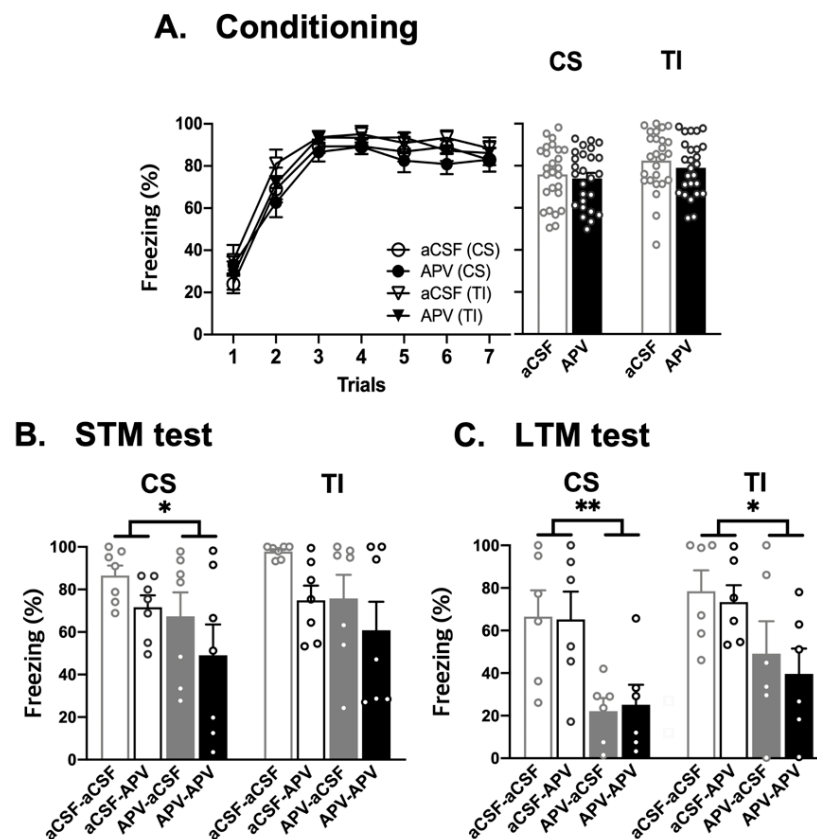 A. Conditioning
CS TI
100
80
60
40
20
0
Freezing (%)
aCSF (CS)
APV (CS)
aCSF (TI)
APV (TI)
1 2 3 4 5 6 7
Trials
aCSF APV aCSF APV
B. STM test
CS TI
*
100
80
60
40
20
0
Freezing (%)
aCSF-aCSF aCSF-APV APV-aCSF APV-APV aCSF-aCSF aCSF-APV APV-aCSF APV-APV
C. LTM test
CS TI
** *
100
80
60
40
20
0
Freezing (%)
aCSF-aCSF aCSF-APV APV-aCSF APV-APV aCSF-aCSF aCSF-APV APV-aCSF APV-APV